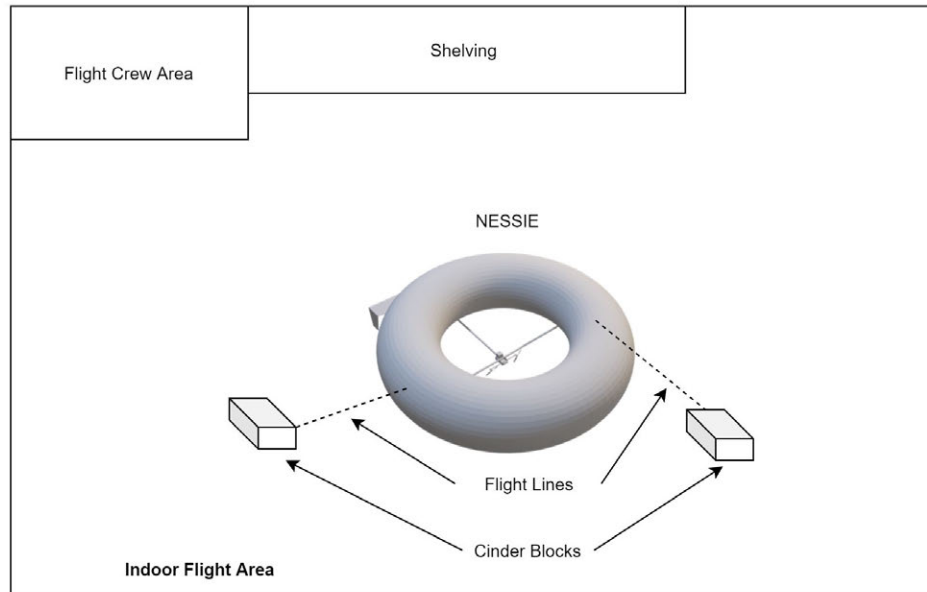 Flight Crew Area
Shelving
NESSIE
Flight Lines
Cinder Blocks
Indoor Flight Area